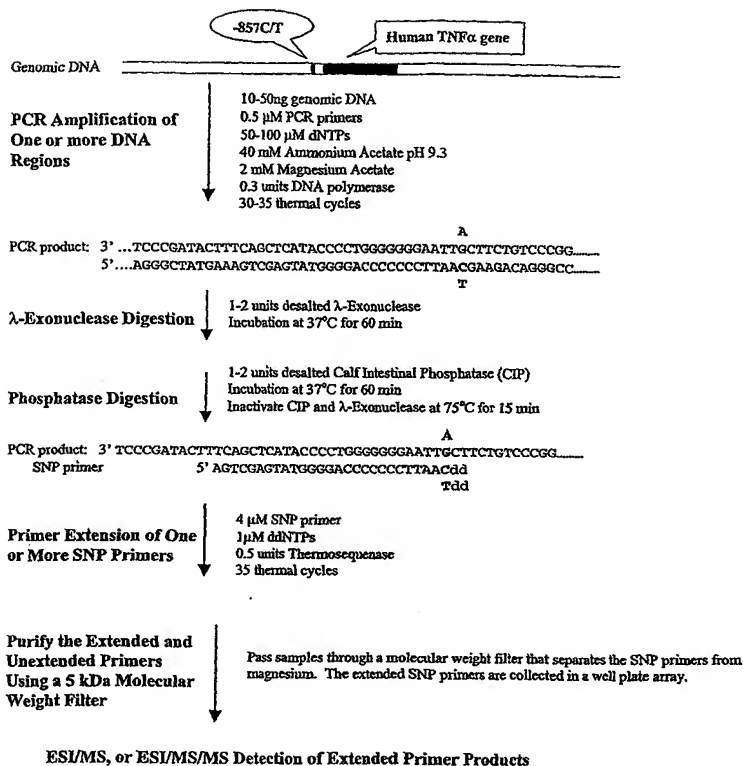 -857C/T
Human TNFα gene
Genomic DNA
PCR Amplification of
One or more DNA
Regions
10-50ng genomic DNA
0.5 μM PCR primers
50-100 μM dNTPs
40 mM Ammonium Acetate pH 9.3
2 mM Magnesium Acetate
0.3 units DNA polymerase
30-35 thermal cycles
A
PCR product: 3' ...TCCCGATACTTTCAGCTCATACCCCTGGGGGGGAATTGCTTCTGTCCCGG........
5'....AGGGCTATGAAAGTCGAGTATGGGGACCCCCCCTTAACGAAGACAGGGCC....
T
λ-Exonuclease Digestion
1-2 units desalted λ-Exonuclease
Incubation at 37°C for 60 min
Phosphatase Digestion
1-2 units desalted Calf Intestinal Phosphatase (CIP)
Incubation at 37°C for 60 min
Inactivate CIP and λ-Exonuclease at 75°C for 15 min
A
PCR product: 3' TCCCGATACTTTCAGCTCATACCCCTGGGGGGGAATTGCTTCTGTCCCGG........
SNP primer 5' AGTCGAGTATGGGGACCCCCCCTTAACdd
Tdd
Primer Extension of One
or More SNP Primers
4 μM SNP primer
1μM ddNTPs
0.5 units Thermosequenase
35 thermal cycles
Purify the Extended and
Unextended Primers
Using a 5 kDa Molecular
Weight Filter
Pass samples through a molecular weight filter that separates the SNP primers from
magnesium. The extended SNP primers are collected in a well plate array.
ESI/MS, or ESI/MS/MS Detection of Extended Primer Products